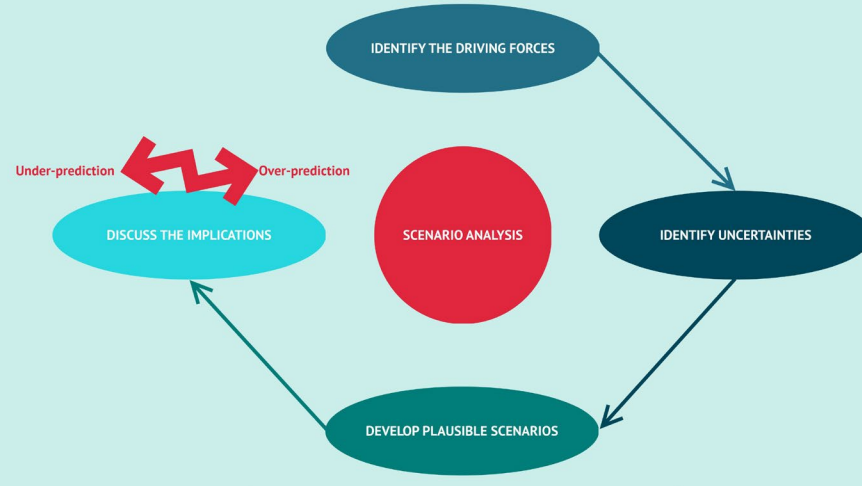 IDENTIFY THE DRIVING FORCES
Under-prediction
Over-prediction
DISCUSS THE IMPLICATIONS
SCENARIO ANALYSIS
IDENTIFY UNCERTAINTIES
DEVELOP PLAUSIBLE SCENARIOS